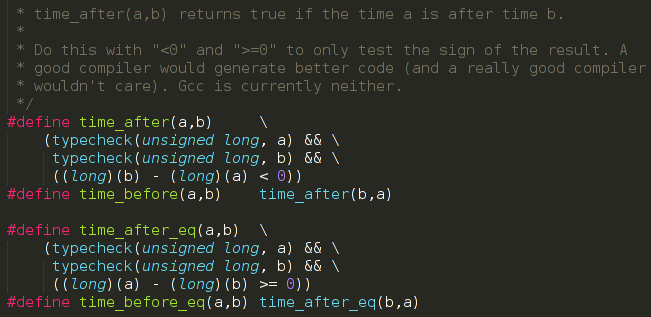 * time_after(a,b) returns true if the time a is after time b.
*
* Do this with "<0" and ">=0" to only test the sign of the result. A
* good compiler would generate better code (and a really good compiler
* wouldn't care). Gcc is currently neither.
*/
#define time_after(a,b) \
(typecheck(unsigned long, a) && \
typecheck(unsigned long, b) && \
((long)(b) - (long)(a) < 0))
#define time_before(a,b) time_after(b,a)
#define time_after_eq(a,b) \
(typecheck(unsigned long, a) && \
typecheck(unsigned long, b) && \
((long)(a) - (long)(b) >= 0))
#define time_before_eq(a,b) time_after_eq(b,a)